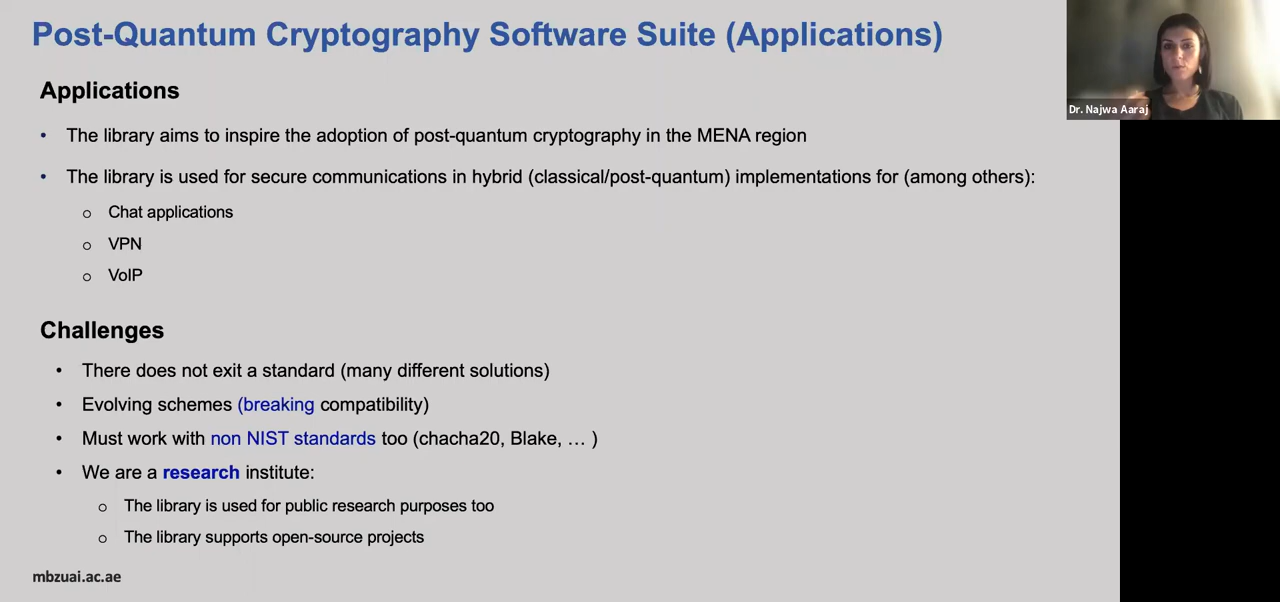 Post-Quantum Cryptography Software Suite (Applications)
Dr. Najwa Aaraj
Applications
• The library aims to inspire the adoption of post-quantum cryptography in the MENA region
• The library is used for secure communications in hybrid (classical/post-quantum) implementations for (among others):
o Chat applications
o VPN
o VoIP
Challenges
• There does not exit a standard (many different solutions)
• Evolving schemes (breaking compatibility)
• Must work with non NIST standards too (chacha20, Blake, … )
• We are a research institute:
o The library is used for public research purposes too
o The library supports open-source projects
mbzuai.ac.ae